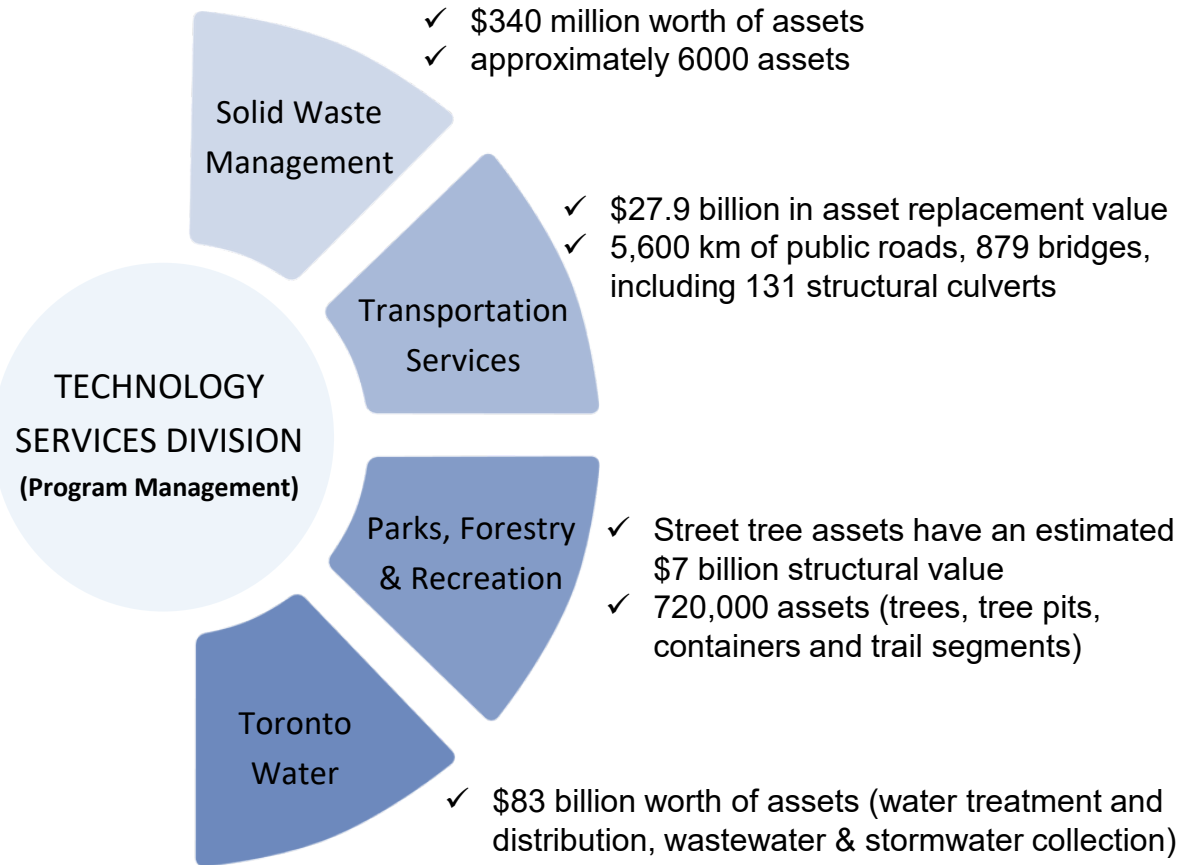 ✓ $340 million worth of assets
✓ approximately 6000 assets
Solid Waste
Management
✓ $27.9 billion in asset replacement value
✓ 5,600 km of public roads, 879 bridges,
including 131 structural culverts
Transportation
Services
TECHNOLOGY
SERVICES DIVISION
(Program Management)
Parks, Forestry
& Recreation
✓ Street tree assets have an estimated
$7 billion structural value
✓ 720,000 assets (trees, tree pits,
containers and trail segments)
Toronto
Water
✓ $83 billion worth of assets (water treatment and
distribution, wastewater & stormwater collection)